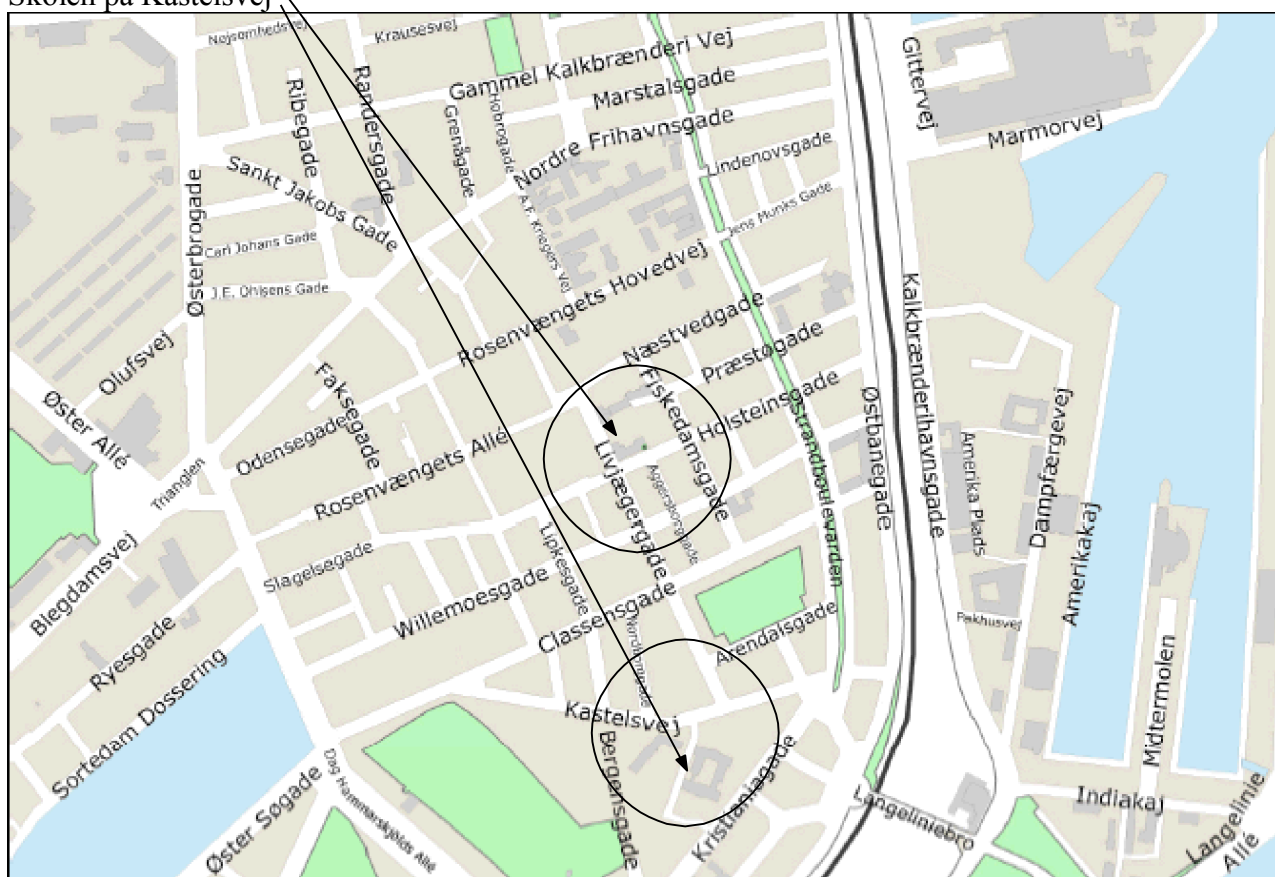 Skolen på Kastelsvej
Nøjsomhedsvej
Krausesvej
Gammel Kalkbrænderi Vej
Gittervej
Ribegade
Randersgade
Grenågade
Hobrogade
Marstalsgade
Marmorvej
Nordre Frihavnsgade
Lindenovsgade
Sankt Jakobs Gade
Østerbrogade
Carl Johans Gade
J.E. Ohlsens Gade
A.F. Kriegers Vej
Jens Munks Gade
Rosenvængets Hovedvej
Kalkbrænderihavnsgade
Næstvedgade
Præstøgade
Olufsvej
Faksegade
Øster Allé
Fiskedamsgade
Holsteinsgade
Strandboulevarden
Østbanegade
Odensegade
Rosenvængets Allé
Livjægergade
Aggersborggade
Trianglen
Amerika Plads
Dampfærgevej
Amerikakaj
Blegdamsvej
Slagelsegade
Lipkesgade
Willemoesgade
Classensgade
Ryesgade
Nordborggade
Arendalsgade
Pakhusvej
Midtermolen
Sortedam Dossering
Kastelsvej
Bergensgade
Kristianiagade
Øster Søgade
Dag Hammarskjölds Allé
Langeliniebro
Indiakaj
Langelinie
Allé